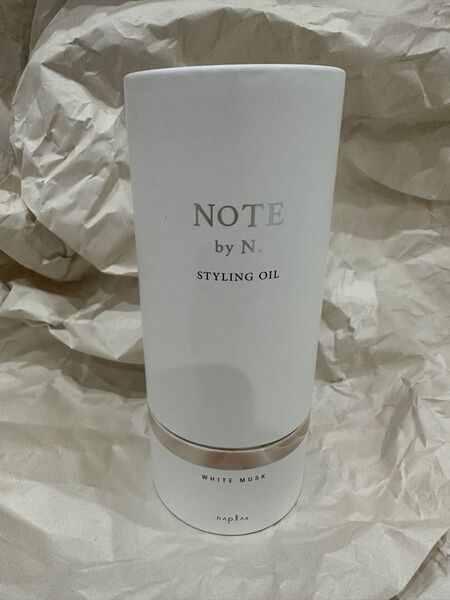 NOTE
by N.
STYLING OIL
WHITE MUSK
napla